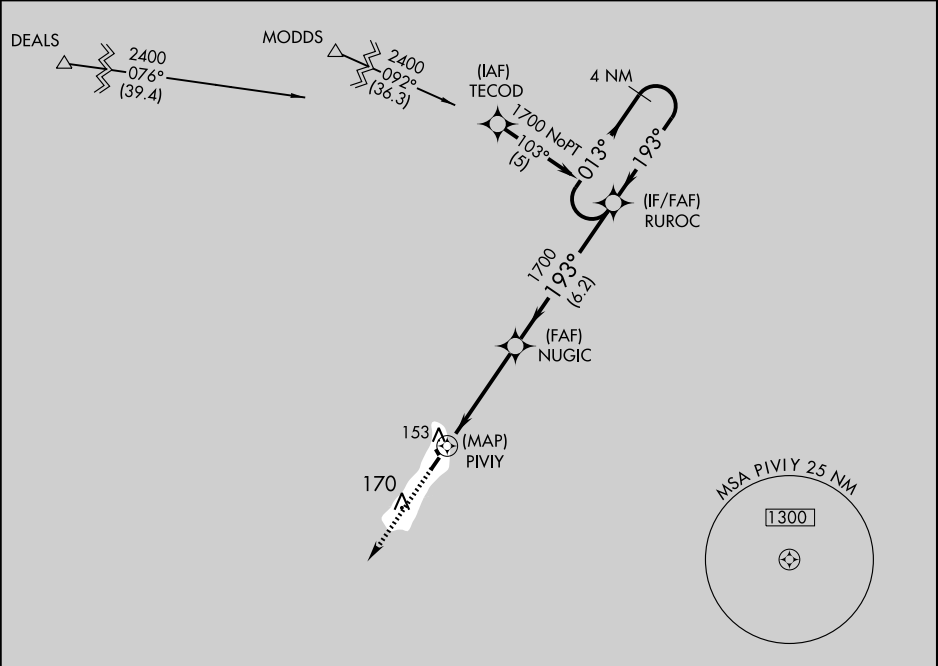 DEALS
2400
076°
(39.4)
MODDS
2400
092°
(36.3)
(IAF)
TECOD
1700 NoPT
103°
(5)
4 NM
013°
193°
(IF/FAF)
RUROC
1700
193°
(6.2)
(FAF)
NUGIC
153
(MAP)
PIVIY
170
MSA PIVIY 25 NM
1300